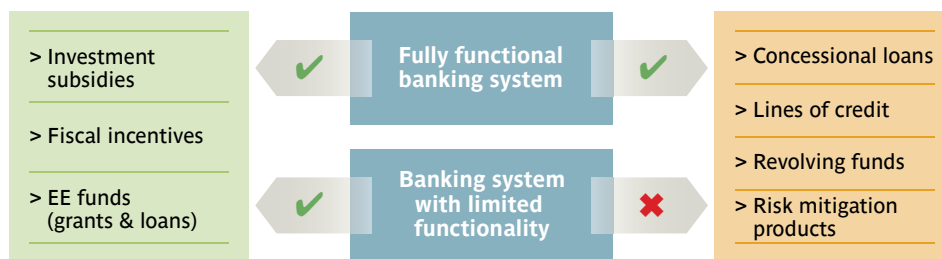 > Investment
subsidies
> Fiscal incentives
> EE funds
(grants & loans)
Fully functional
banking system
Banking system
with limited
functionality
> Concessional loans
> Lines of credit
> Revolving funds
> Risk mitigation
products